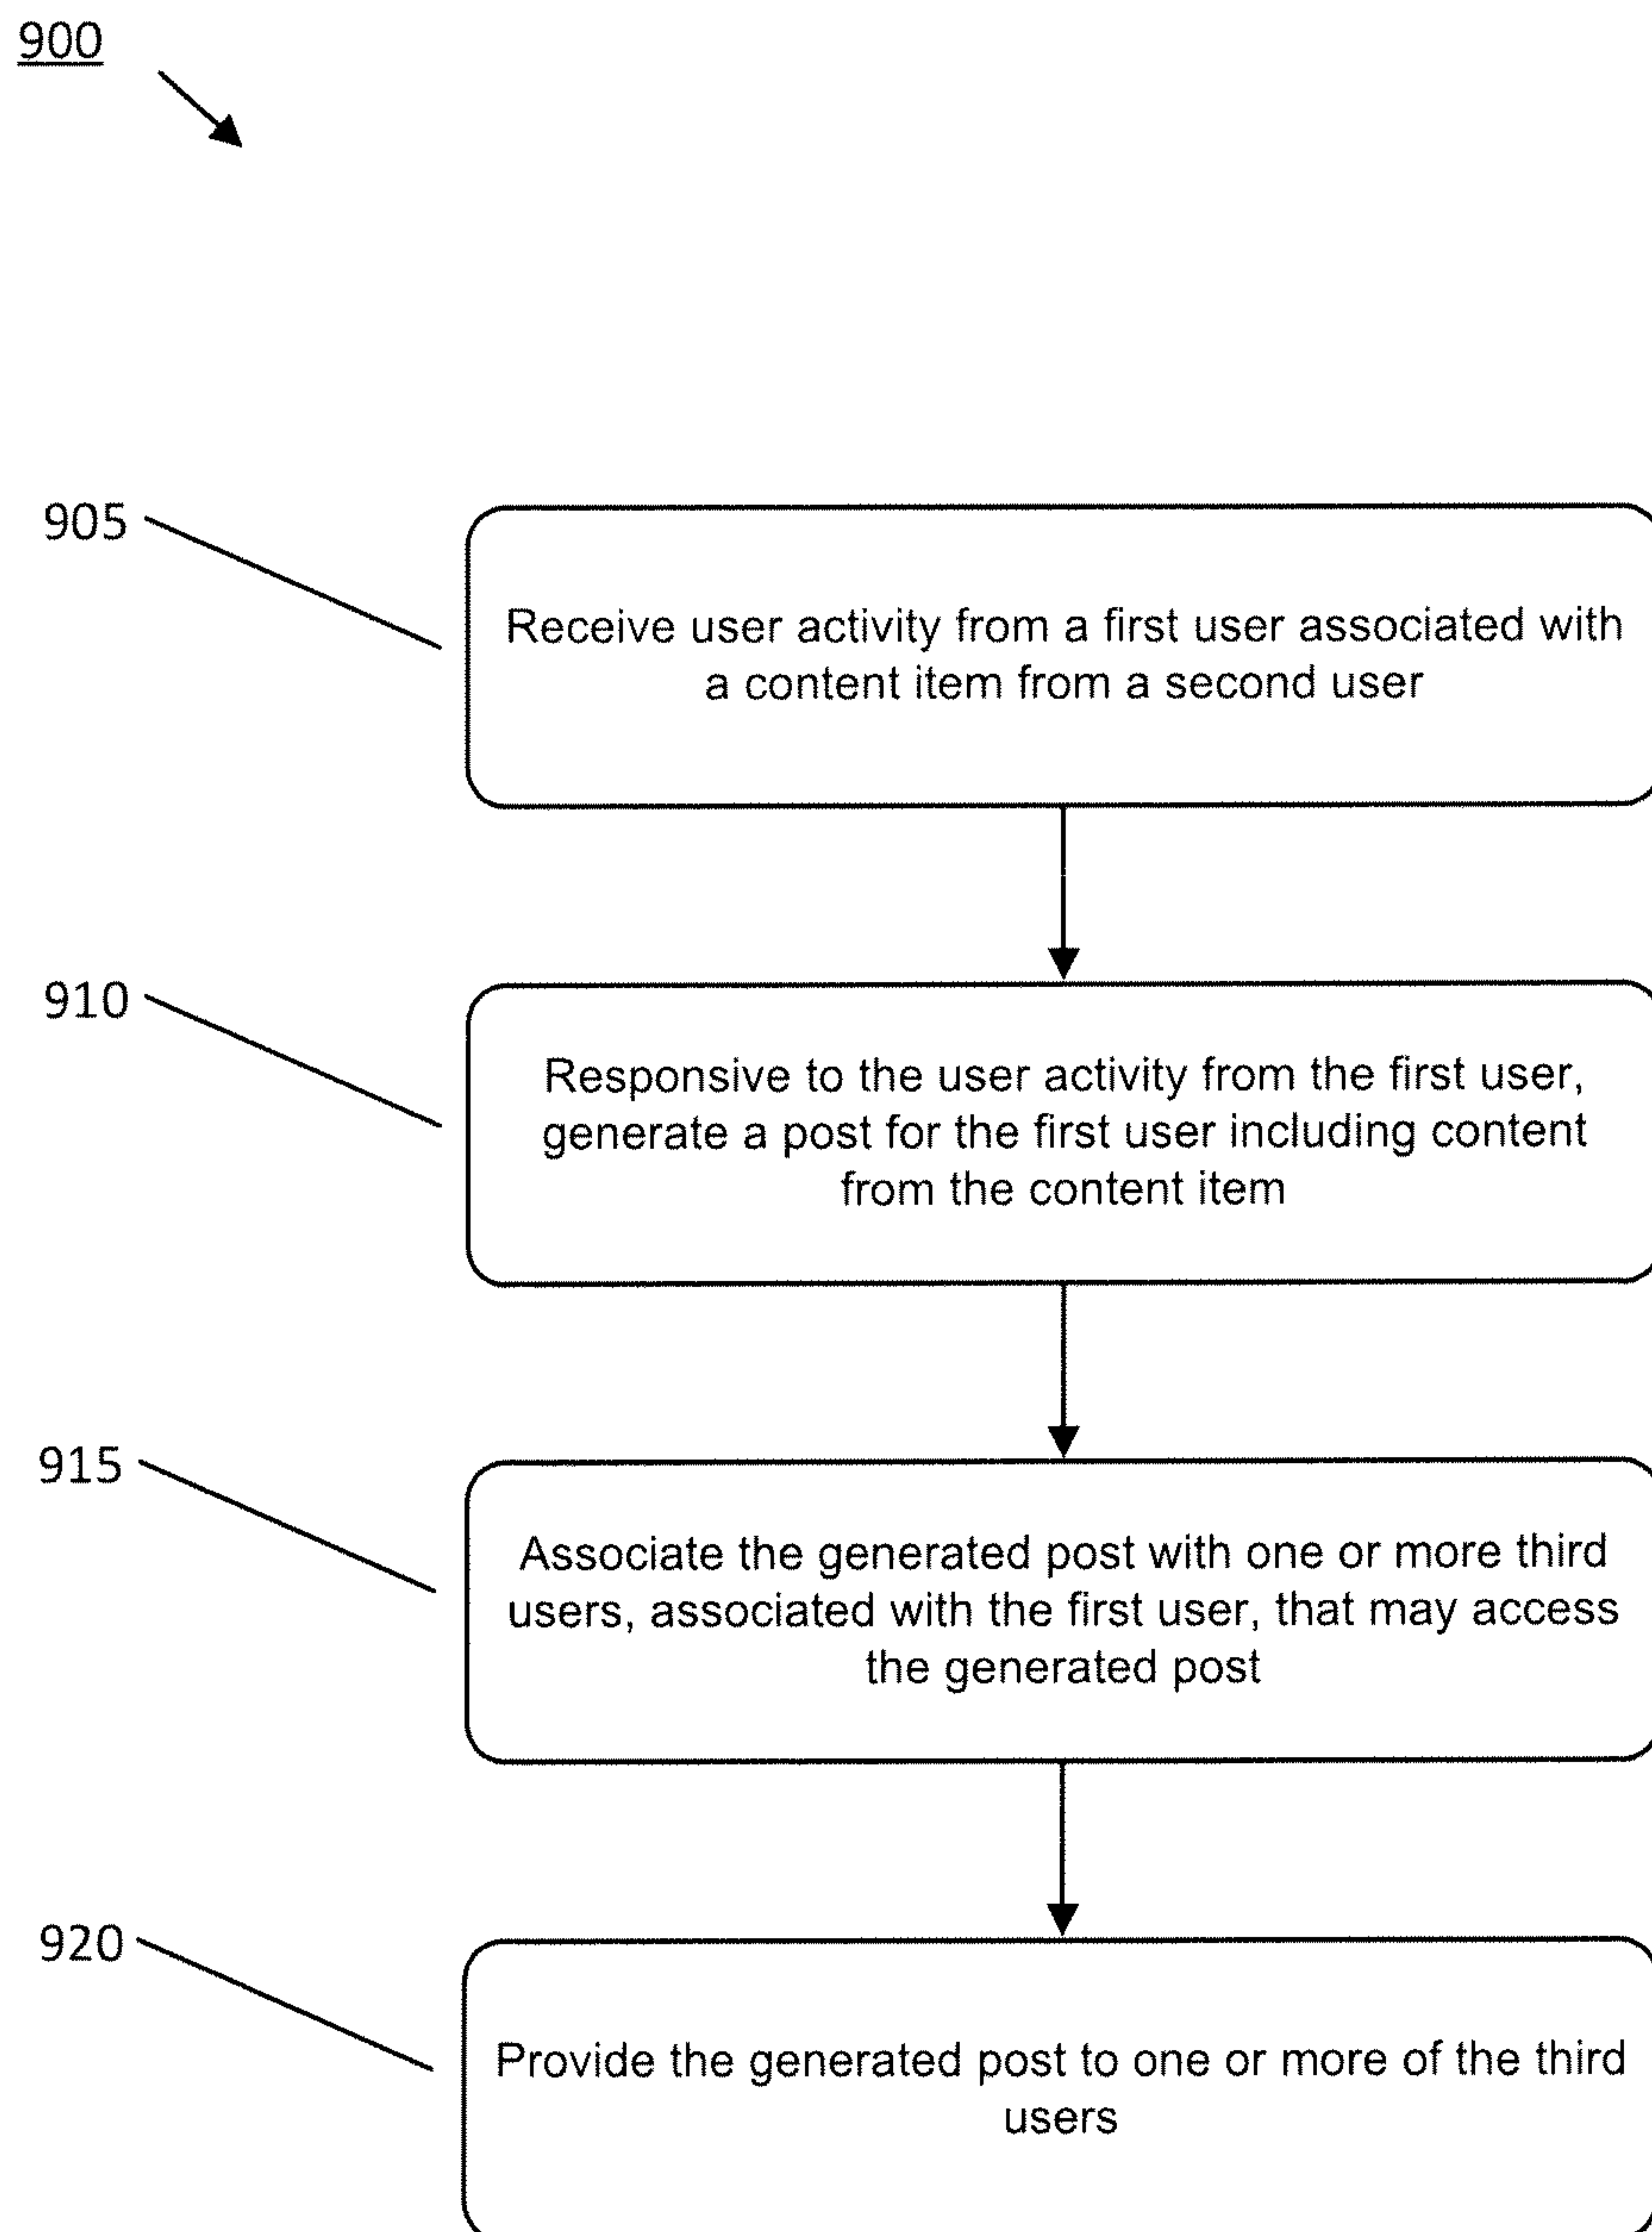 900
905
Receive user activity from a first user associated with
a content item from a second user
910
Responsive to the user activity from the first user,
generate a post for the first user including content
from the content item
915
Associate the generated post with one or more third
users, associated with the first user, that may access
the generated post
920
Provide the generated post to one or more of the third
users